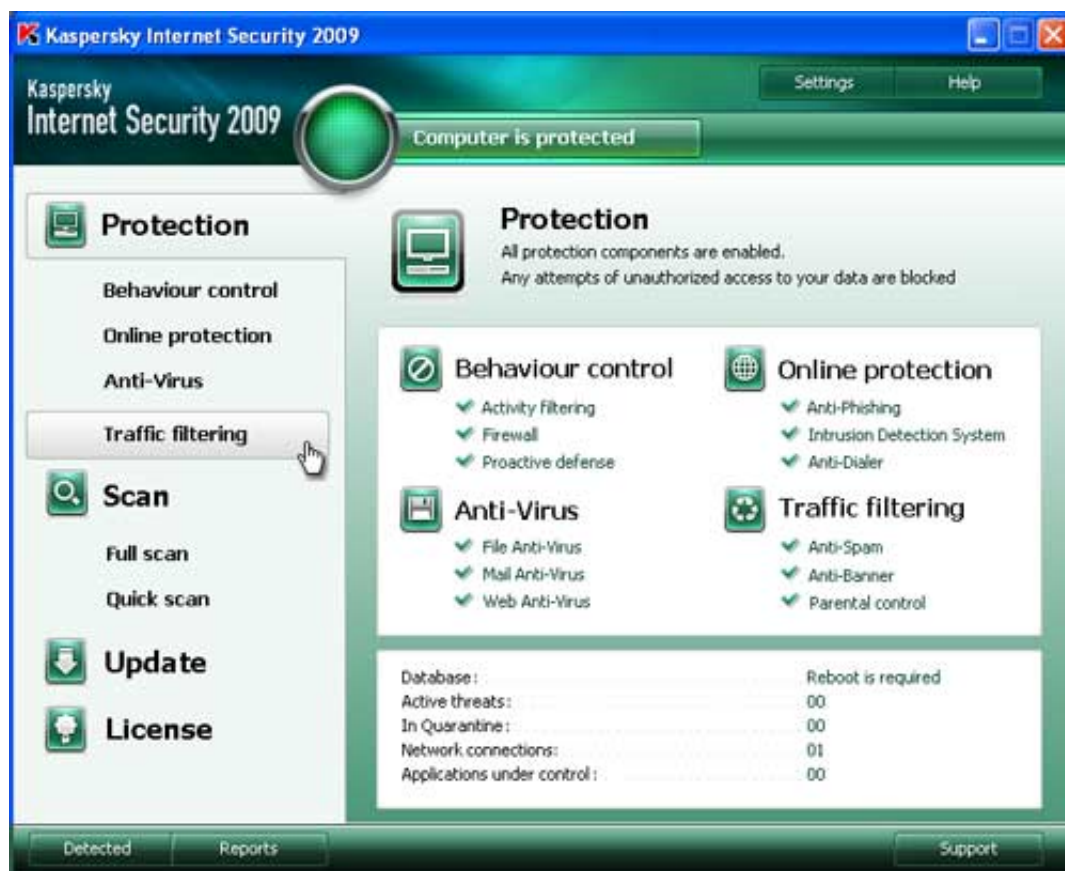 Kaspersky Internet Security 2009
Kaspersky
Internet Security 2009
Settings
Help
Computer is protected
Protection
Behaviour control
Online protection
Anti-Virus
Traffic filtering
Scan
Full scan
Quick scan
Update
License
Protection
All protection components are enabled.
Any attempts of unauthorized access to your data are blocked
Behaviour control
Activity filtering
Firewall
Proactive defense
Online protection
Anti-Phishing
Intrusion Detection System
Anti-Dialer
Anti-Virus
File Anti-Virus
Mail Anti-Virus
Web Anti-Virus
Traffic filtering
Anti-Spam
Anti-Banner
Parental control
Database: Reboot is required
Active threats: 00
In Quarantine: 00
Network connections: 01
Applications under control: 00
Detected
Reports
Support